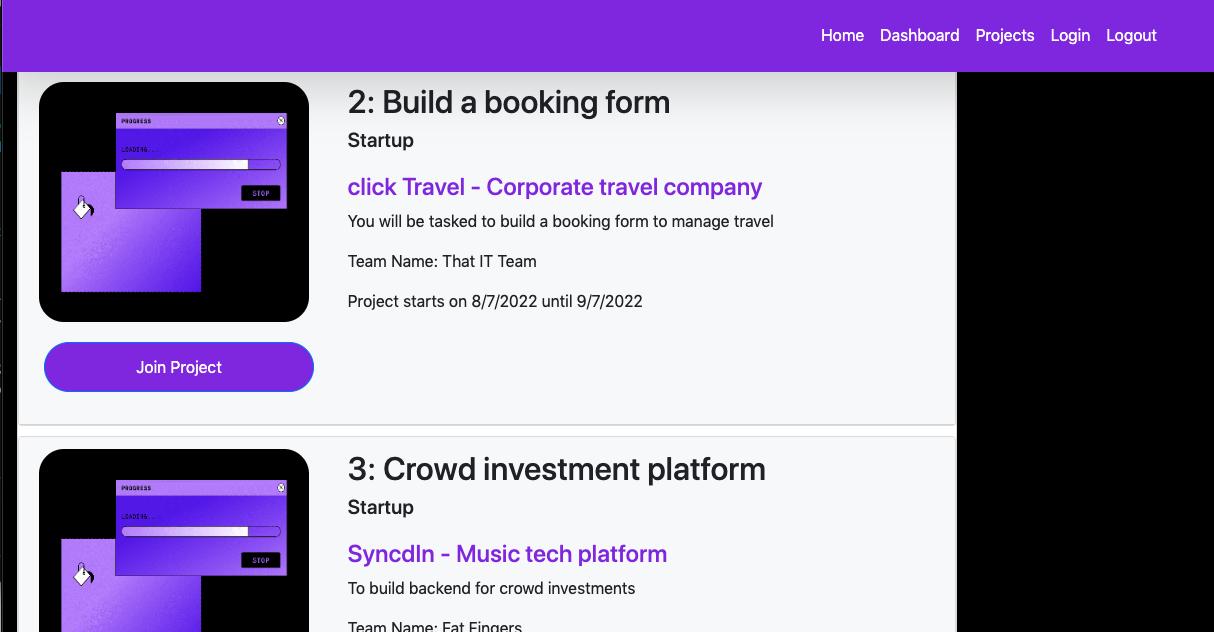 Home Dashboard Projects Login Logout
PROGRESS
LOADING...
STOP
2: Build a booking form
Startup
click Travel - Corporate travel company
You will be tasked to build a booking form to manage travel
Team Name: That IT Team
Project starts on 8/7/2022 until 9/7/2022
Join Project
PROGRESS
LOADING...
STOP
3: Crowd investment platform
Startup
SyncdIn - Music tech platform
To build backend for crowd investments
Team Name: Fat Fingers